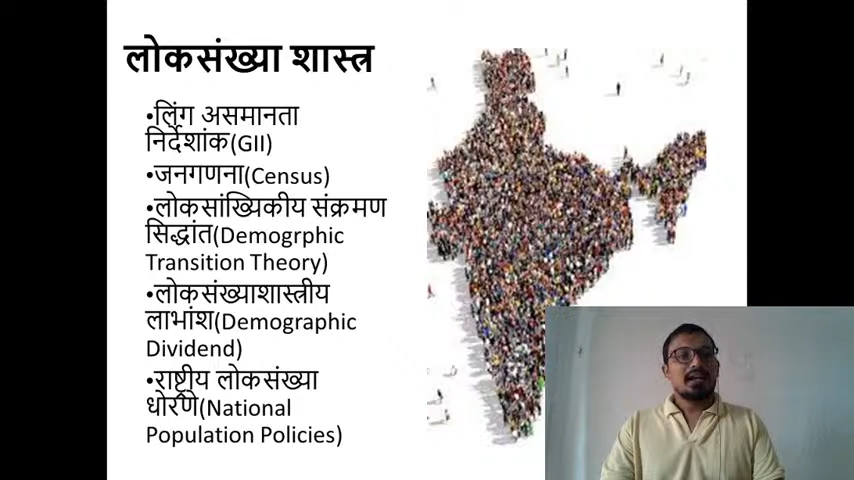 लोकसंख्या शास्त्र
•लिंग असमानता
निर्देशांक(GII)
•जनगणना(Census)
•लोकसांख्यिकीय संक्रमण
सिद्धांत(Demogrphic
Transition Theory)
•लोकसंख्याशास्त्रीय
लाभांश(Demographic
Dividend)
•राष्ट्रीय लोकसंख्या
धोरणे(National
Population Policies)